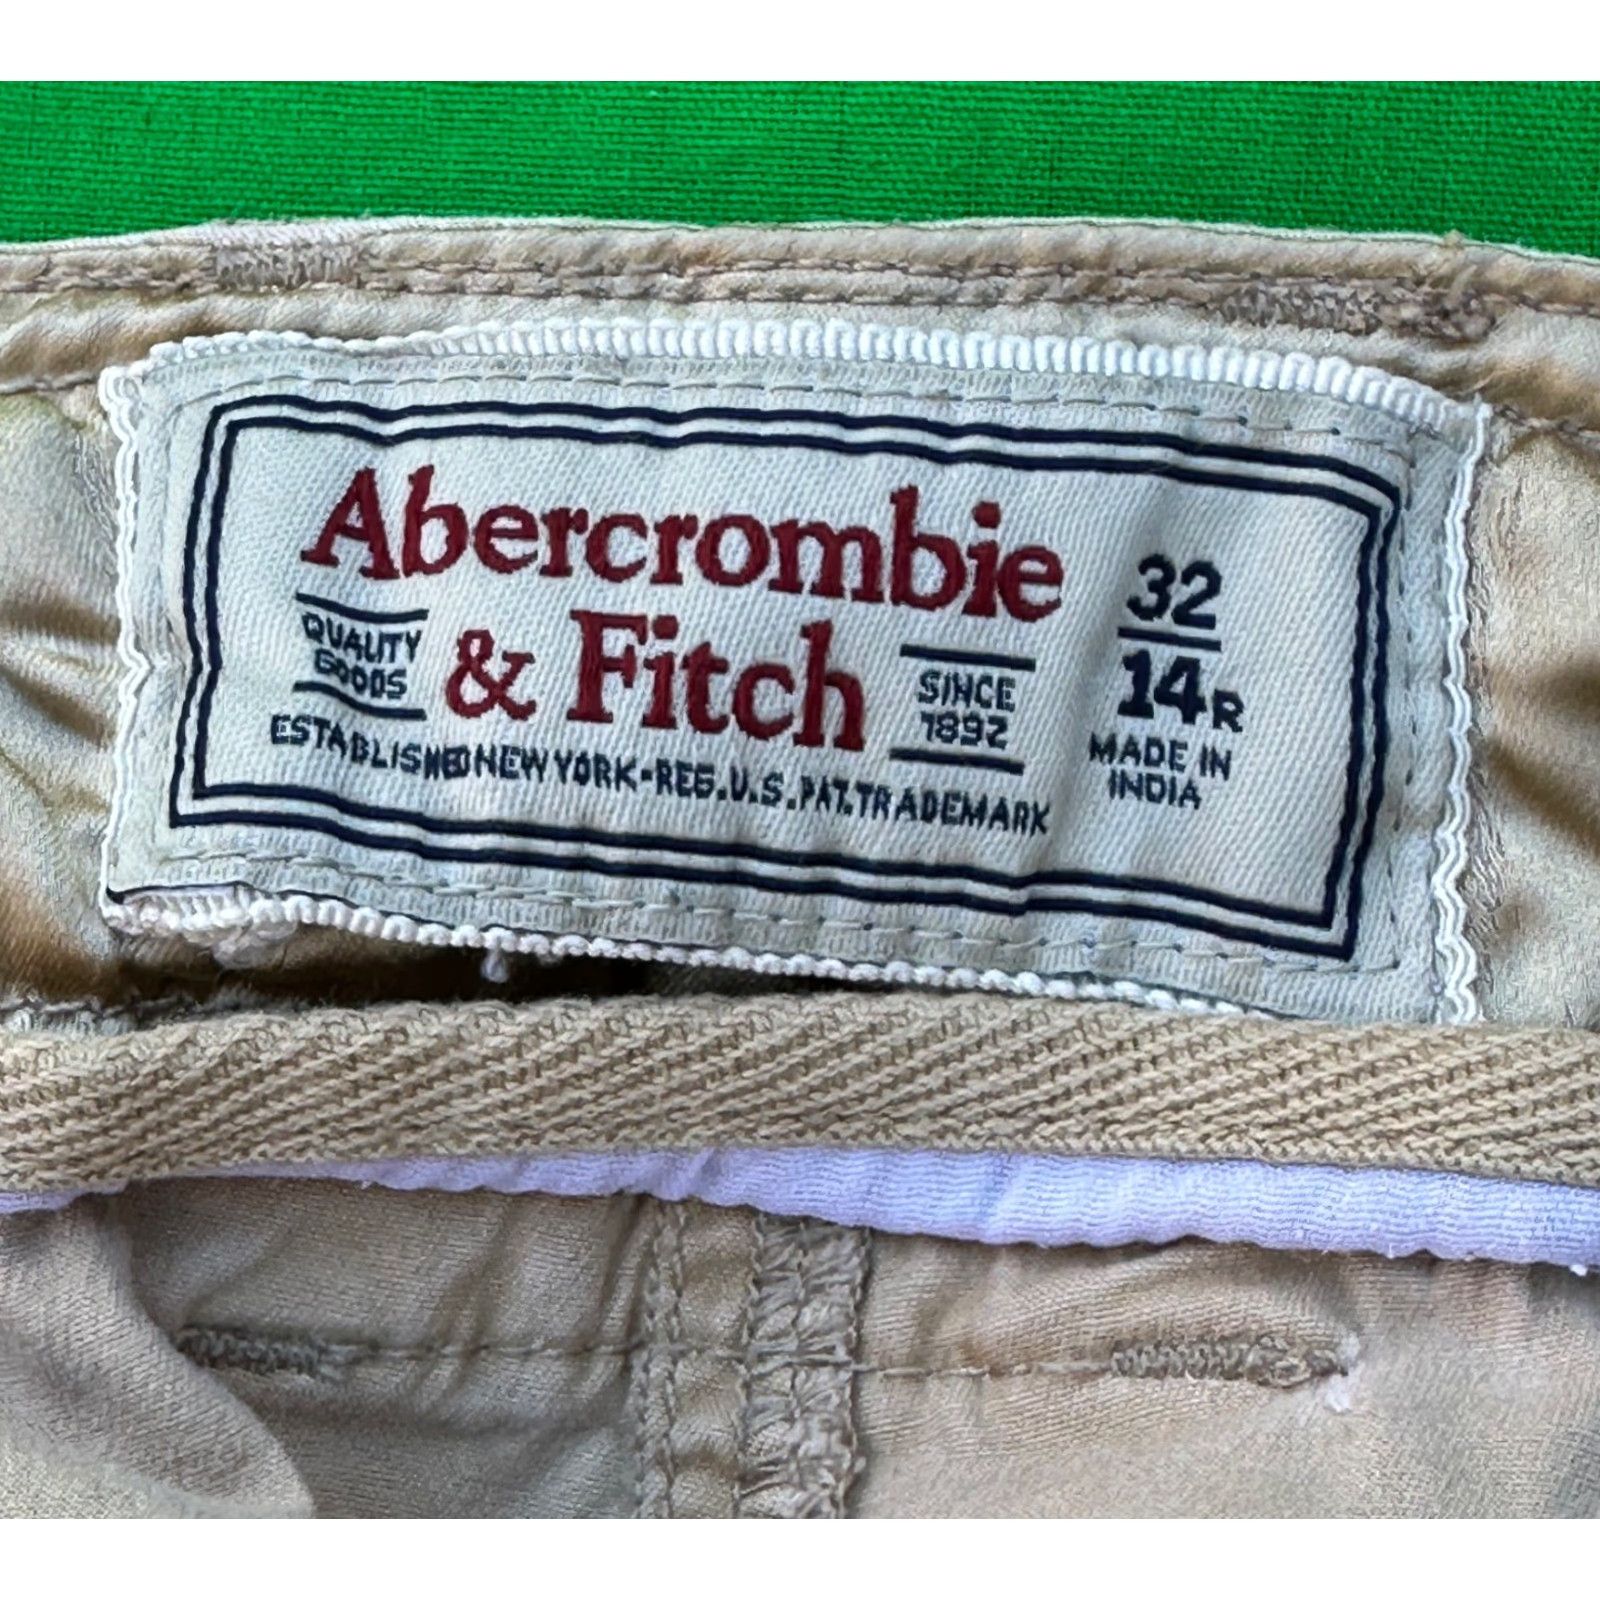 Abercrombie
& Fitch
QUALITY
GOODS
SINCE
1892
ESTABLISHED NEW YORK-REG.U.S.PAT.TRADEMARK
32
14R
MADE IN
INDIA